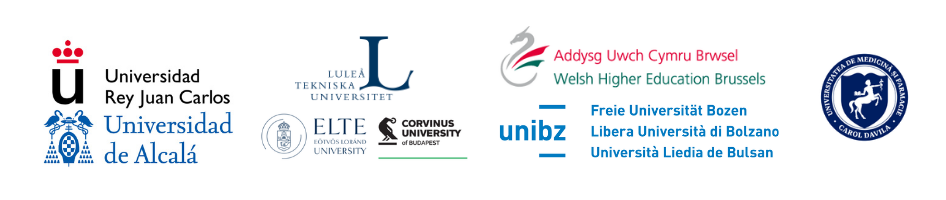 u
Universidad
Rey Juan Carlos
Universidad
de Alcalá
L
LULEÅ
TEKNISKA
UNIVERSITET
ELTE
EÖTVÖS LORÁND
UNIVERSITY
CORVINUS
UNIVERSITY
of BUDAPEST
Addysg Uwch Cymru Brwsel
Welsh Higher Education Brussels
unibz
Freie Universität Bozen
Libera Università di Bolzano
Università Liedia de Bulsan
UNIVERSITATEA DE MEDICINĂ ȘI FARMACIE
CAROL DAVILA